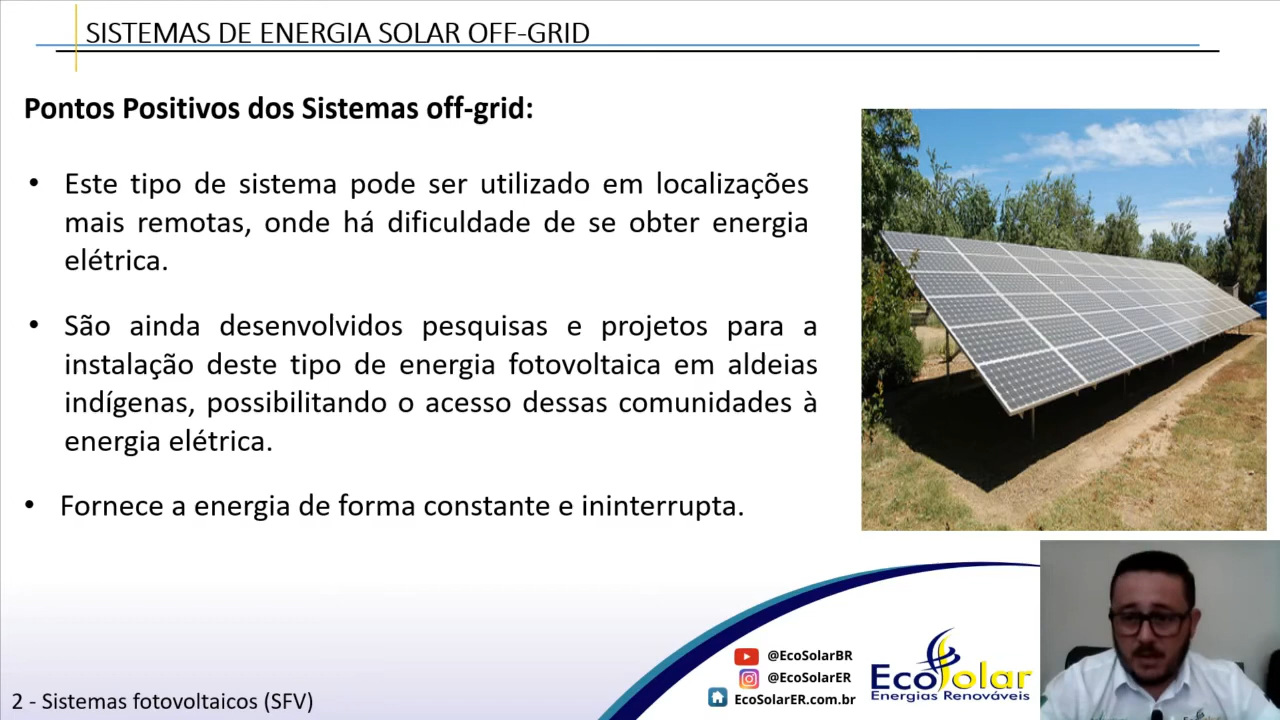 SISTEMAS DE ENERGIA SOLAR OFF-GRID
Pontos Positivos dos Sistemas off-grid:
• Este tipo de sistema pode ser utilizado em localizações
mais remotas, onde há dificuldade de se obter energia
elétrica.
• São ainda desenvolvidos pesquisas e projetos para a
instalação deste tipo de energia fotovoltaica em aldeias
indígenas, possibilitando o acesso dessas comunidades à
energia elétrica.
• Fornece a energia de forma constante e ininterrupta.
@EcoSolarBR
@EcoSolarER
EcoSolarER.com.br
EcoSolar
Energias Renováveis
2 - Sistemas fotovoltaicos (SFV)